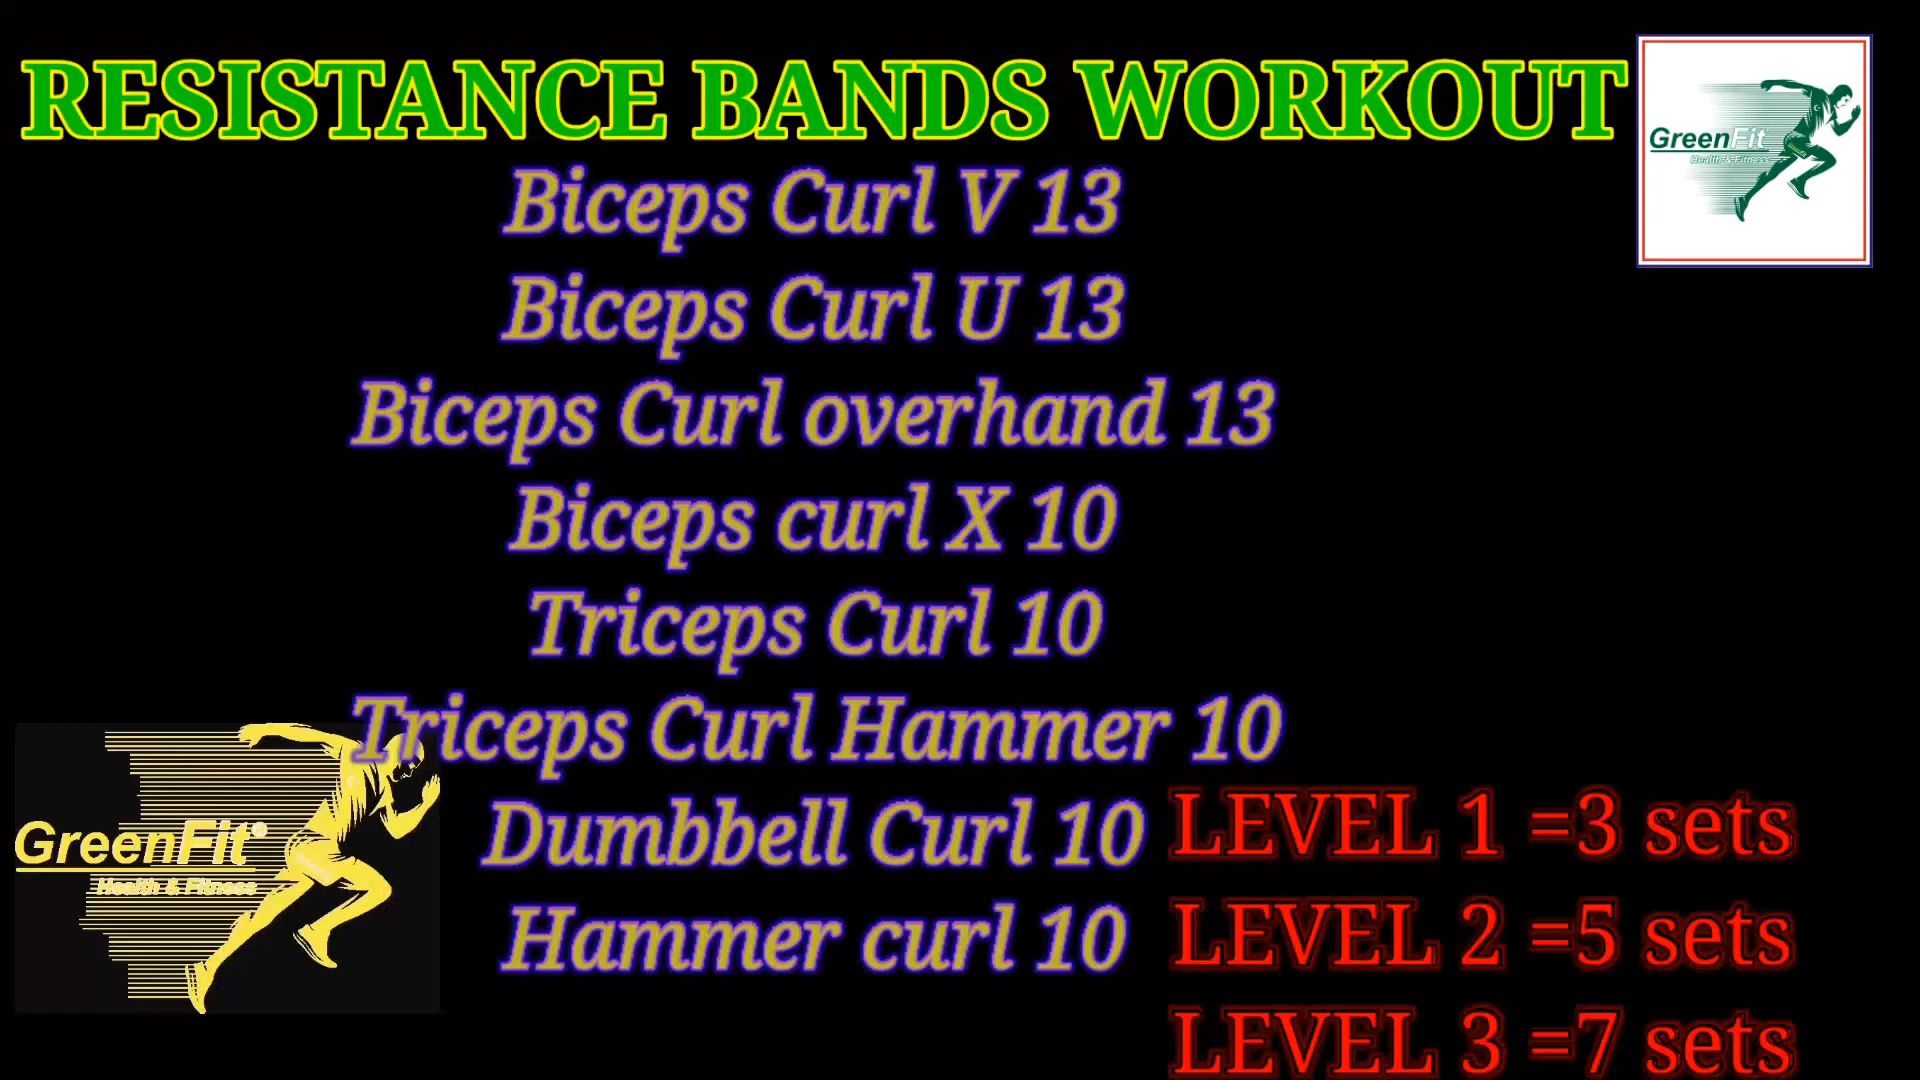 RESISTANCE BANDS WORKOUT
GreenFit
Health & Fitness
Biceps Curl V 13
Biceps Curl U 13
Biceps Curl overhand 13
Biceps curl X 10
Triceps Curl 10
Triceps Curl Hammer 10
Dumbbell Curl 10
Hammer curl 10
GreenFit®
Health & Fitness
LEVEL 1 =3 sets
LEVEL 2 =5 sets
LEVEL 3 =7 sets